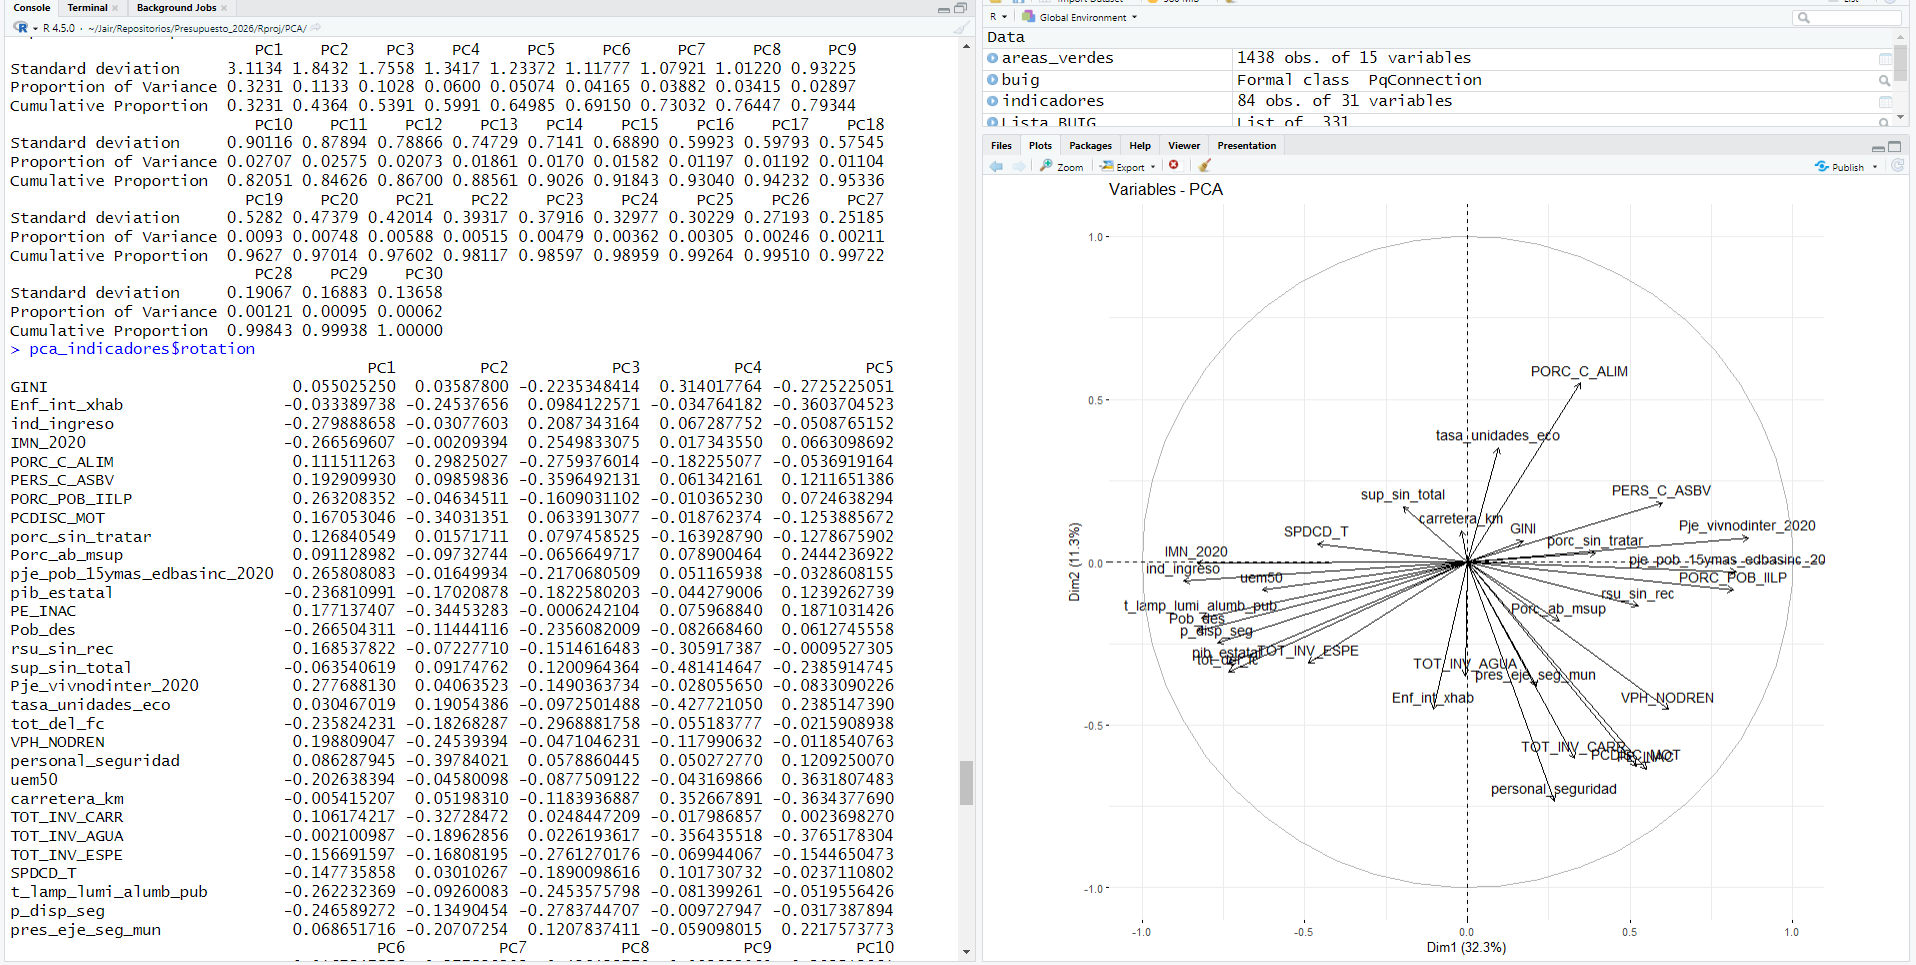 Console Terminal Background Jobs
R 4.5.0 · ~/Jair/Repositorios/Presupuesto_2026/Rproj/PCA/
PC1 PC2 PC3 PC4 PC5 PC6 PC7 PC8 PC9
Standard deviation 3.1134 1.8432 1.7558 1.3417 1.23372 1.11777 1.07921 1.01220 0.93225
Proportion of Variance 0.3231 0.1133 0.1028 0.0600 0.05074 0.04165 0.03882 0.03415 0.02897
Cumulative Proportion 0.3231 0.4364 0.5391 0.5991 0.64985 0.69150 0.73032 0.76447 0.79344
PC10 PC11 PC12 PC13 PC14 PC15 PC16 PC17 PC18
Standard deviation 0.90116 0.87894 0.78866 0.74729 0.7141 0.68890 0.59923 0.59793 0.57545
Proportion of Variance 0.02707 0.02575 0.02073 0.01861 0.0170 0.01582 0.01197 0.01192 0.01104
Cumulative Proportion 0.82051 0.84626 0.86700 0.88561 0.9026 0.91843 0.93040 0.94232 0.95336
PC19 PC20 PC21 PC22 PC23 PC24 PC25 PC26 PC27
Standard deviation 0.5282 0.47379 0.42014 0.39317 0.37916 0.32977 0.30229 0.27193 0.25185
Proportion of Variance 0.0093 0.00748 0.00588 0.00515 0.00479 0.00362 0.00305 0.00246 0.00211
Cumulative Proportion 0.9627 0.97014 0.97602 0.98117 0.98597 0.98959 0.99264 0.99510 0.99722
PC28 PC29 PC30
Standard deviation 0.19067 0.16883 0.13658
Proportion of Variance 0.00121 0.00095 0.00062
Cumulative Proportion 0.99843 0.99938 1.00000
> pca_indicadores$rotation
PC1 PC2 PC3 PC4 PC5
GINI 0.055025250 0.03587800 -0.2235348414 0.314017764 -0.2725225051
Enf_int_xhab -0.033389738 -0.24537656 0.0984122571 -0.034764182 -0.3603704523
ind_ingreso -0.279888658 -0.03077603 0.2087343164 0.067287752 -0.0508765152
IMN_2020 -0.266569607 -0.00209394 0.2549833075 0.017343550 0.0663098692
PORC_C_ALIM 0.111511263 0.29825027 -0.2759376014 -0.182255077 -0.0536919164
PERS_C_ASBV 0.192909930 0.09859836 -0.3596492131 0.061342161 0.1211651386
PORC_POB_IILP 0.263208352 -0.04634511 -0.1609031102 -0.010365230 0.0724638294
PCDISC_MOT 0.167053046 -0.34031351 0.0633913077 -0.018762374 -0.1253885672
porc_sin_tratar 0.126840549 0.01571711 0.0797458525 -0.163928790 -0.1278675902
Porc_ab_msup 0.091128982 -0.09732744 -0.0656649717 0.078900464 0.2444236922
pje_pob_15ymas_edbasinc_2020 0.265808083 -0.01649934 -0.2170680509 0.051165938 -0.0328608155
pib_estatal -0.236810991 -0.17020878 -0.1822580203 -0.044279006 0.1239262739
PE_INAC 0.177137407 -0.34453283 -0.0006242104 0.075968840 0.1871031426
Pob_des -0.266504311 -0.11444116 -0.2356082009 -0.082668460 0.0612745558
rsu_sin_rec 0.168537822 -0.07227710 -0.1514616483 -0.305917387 -0.0009527305
sup_sin_total -0.063540619 0.09174762 0.1200964364 -0.481414647 -0.2385914745
Pje_vivnodinter_2020 0.277688130 0.04063523 -0.1490363734 -0.028055650 -0.0833090226
tasa_unidades_eco 0.030467019 0.19054386 -0.0972501488 -0.427721050 0.2385147390
tot_del_fc -0.235824231 -0.18268287 -0.2968881758 -0.055183777 -0.0215908938
VPH_NODREN 0.198809047 -0.24539394 -0.0471046231 -0.117990632 -0.0118540763
personal_seguridad 0.086287945 -0.39784021 0.0578860445 0.050272770 0.1209250070
uem50 -0.202638394 -0.04580098 -0.0877509122 -0.043169866 0.3631807483
carretera_km -0.005415207 0.05198310 -0.1183936887 0.352667891 -0.3634377690
TOT_INV_CARR 0.106174217 -0.32728472 0.0248447209 -0.017986857 0.0023698270
TOT_INV_AGUA -0.002100987 -0.18962856 0.0226193617 -0.356435518 -0.3765178304
TOT_INV_ESPE -0.156691597 -0.16808195 -0.2761270176 -0.069944067 -0.1544650473
SPDCD_T -0.147735858 0.03010267 -0.1890098616 0.101730732 -0.0237110802
t_lamp_lumi_alumb_pub -0.262232369 -0.09260083 -0.2453575798 -0.081399261 -0.0519556426
p_disp_seg -0.246589272 -0.13490454 -0.2783744707 -0.009727947 -0.0317387894
pres_eje_seg_mun 0.068651716 -0.20707254 0.1207837411 -0.059098015 0.2217573773
PC6 PC7 PC8 PC9 PC10
R Global Environment
Data
areas_verdes 1438 obs. of 15 variables
buig Formal class PqConnection
indicadores 84 obs. of 31 variables
Lista BUIG List of 331
Files Plots Packages Help Viewer Presentation
Zoom Export Publish
Variables - PCA
1.0
PORC_C_ALIM
0.5
tasa_unidades_eco
sup_sin_total
PERS_C_ASBV
carretera_km
GINI
Pje_vivnodinter_2020
SPDCD_T
porc_sin_tratar
IMN_2020
0.0
pje_pob_15ymas_edbasinc_20
ind_ingreso
uem50
PORC_POB_IILP
rsu_sin_rec
t_lamp_lumi_alumb_pub
Porc_ab_msup
Pob_des
p_disp_seg
pib_estatal
TOT_INV_ESPE
tot_del_fc
TOT_INV_AGUA
pres_eje_seg_mun
Enf_int_xhab
VPH_NODREN
-0.5
TOT_INV_CARR
PCDISC_MOT
PE_INAC
personal_seguridad
-1.0
-1.0 -0.5 0.0 0.5 1.0
Dim1 (32.3%)
Dim2 (11.3%)